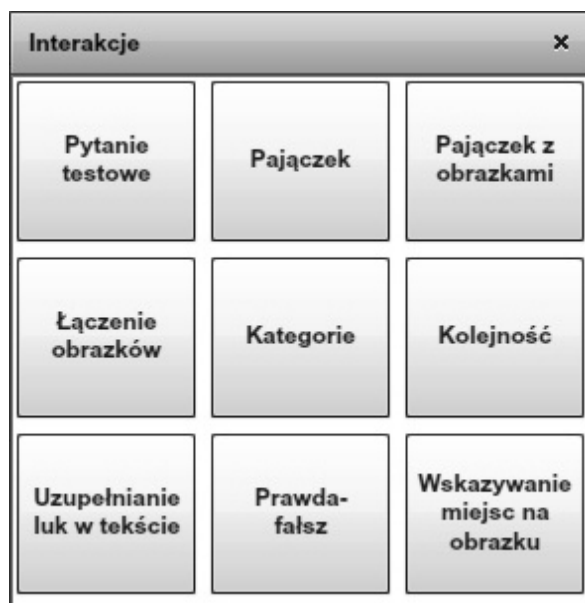 Interakcje ×
Pytanie
testowe
Pajączek
Pajączek z
obrazkami
Łączenie
obrazków
Kategorie
Kolejność
Uzupełnianie
luk w tekście
Prawda-
fałsz
Wskazywanie
miejsc na
obrazku